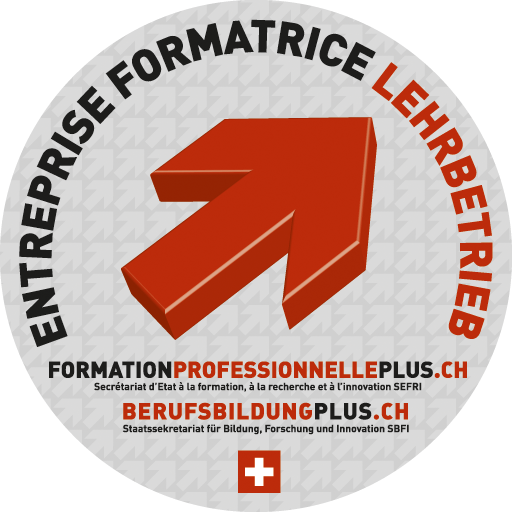 ENTREPRISE FORMATRICE LEHRBETRIEB
FORMATIONPROFESSIONNELLEPLUS.CH
Secrétariat d'Etat à la formation, à la recherche et à l'innovation SEFRI
BERUFSBILDUNGPLUS.CH
Staatssekretariat für Bildung, Forschung und Innovation SBFI